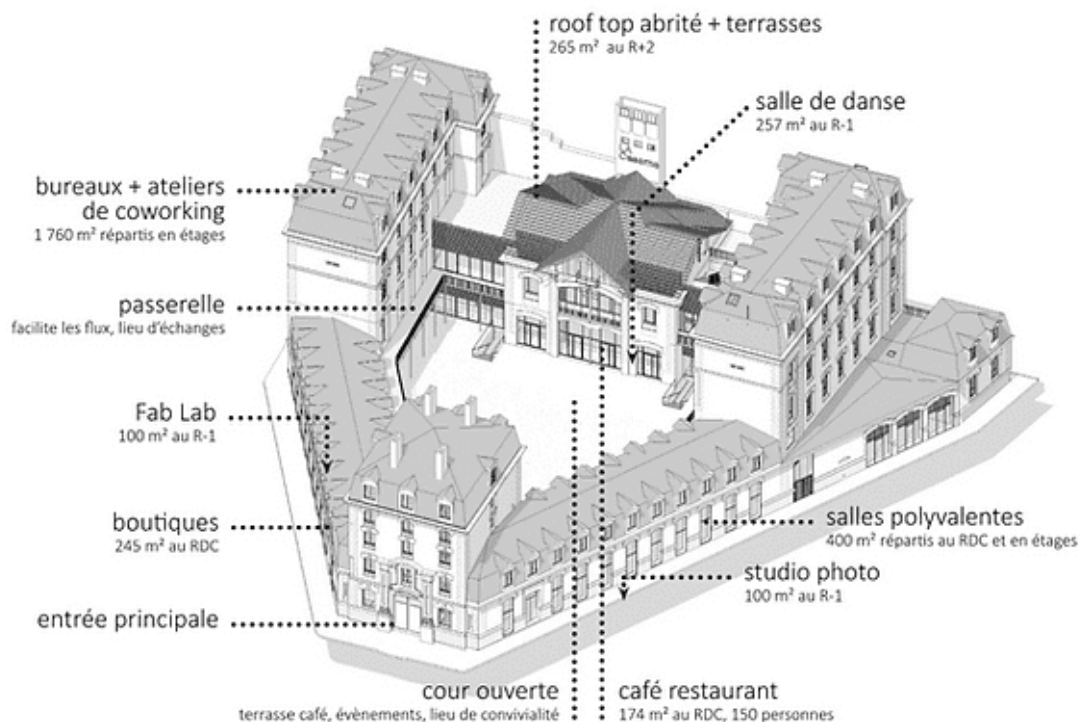 roof top abrité + terrasses
265 m² au R+2
salle de danse
257 m² au R-1
bureaux + ateliers
de coworking
1 760 m² répartis en étages
passerelle
facilite les flux, lieu d'échanges
Fab Lab
100 m² au R-1
boutiques
245 m² au RDC
entrée principale
salles polyvalentes
400 m² répartis au RDC et en étages
studio photo
100 m² au R-1
cour ouverte
terrasse café, évènements, lieu de convivialité
café restaurant
174 m² au RDC, 150 personnes